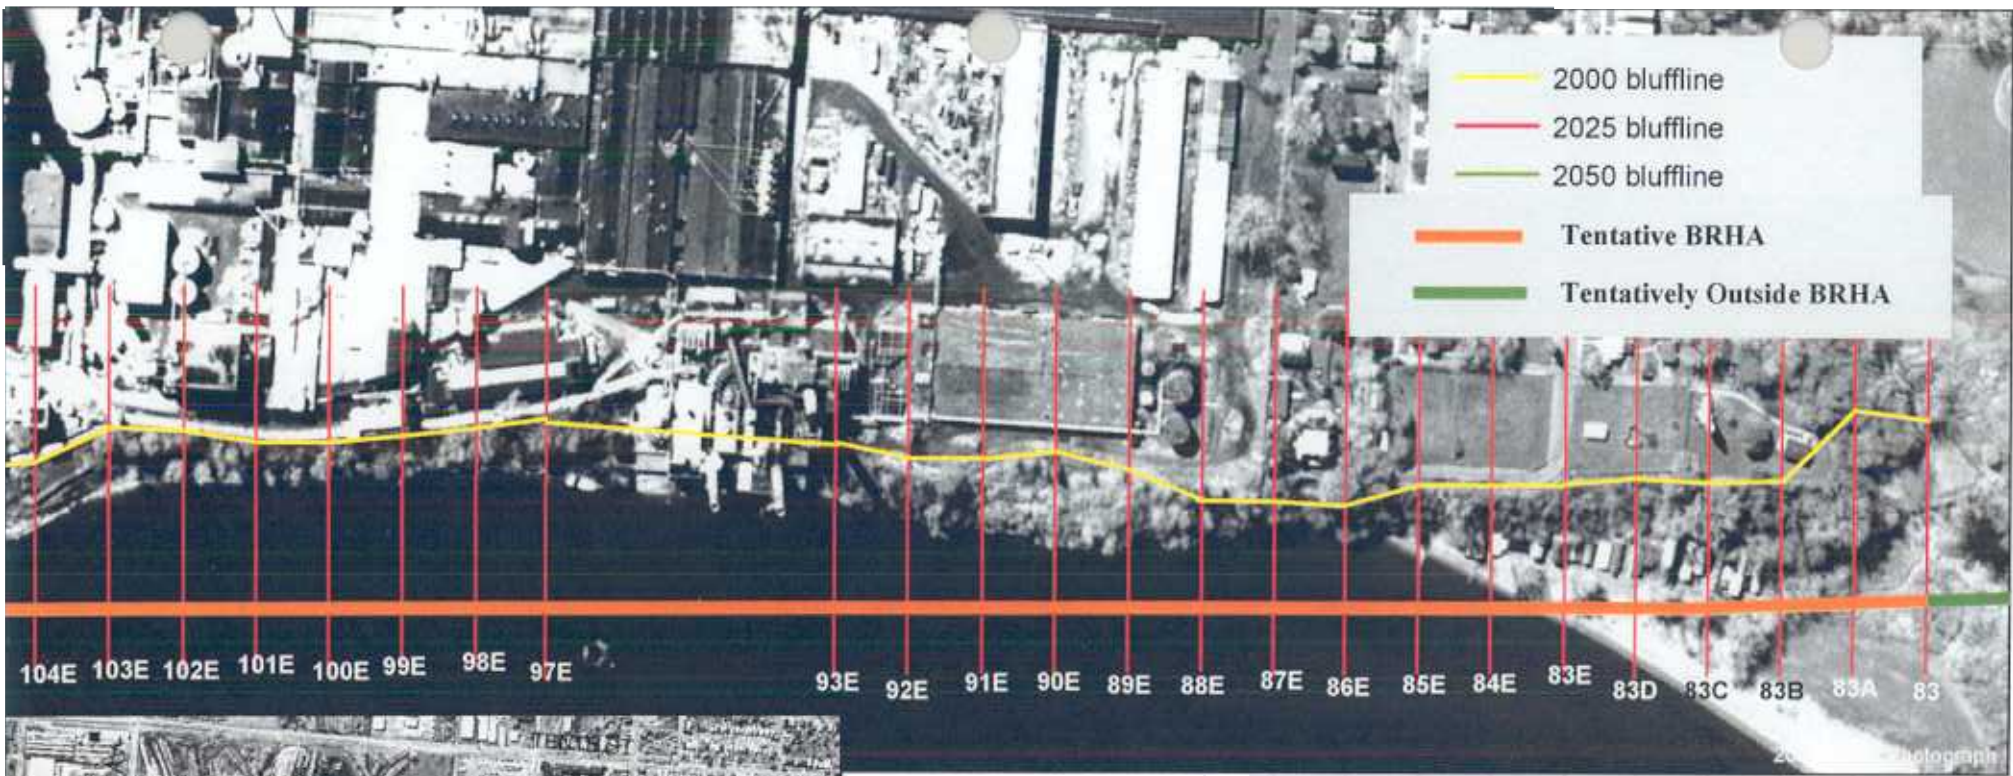 2000 bluffline
2025 bluffline
2050 bluffline
Tentative BRHA
Tentatively Outside BRHA
104E 103E 102E 101E 100E 99E 98E 97E 93E 92E 91E 90E 89E 88E 87E 86E 85E 84E 83E 83D 83C 83B 83A 83